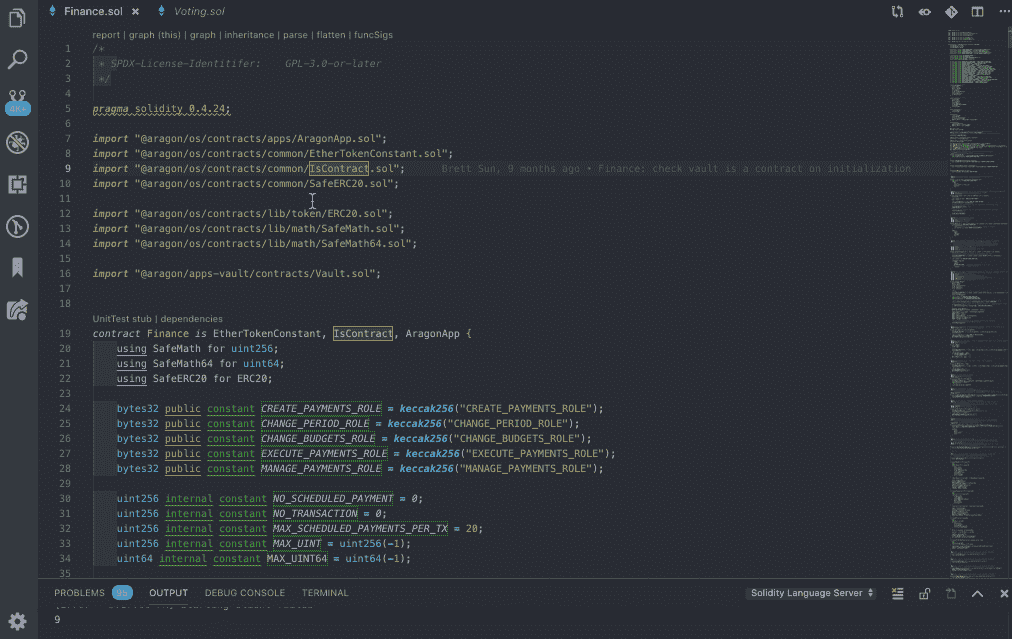 Finance.sol × Voting.sol
report | graph (this) | graph | inheritance | parse | flatten | funcSigs
1 /*
2 * SPDX-License-Identitifer: GPL-3.0-or-later
3 */
4
5 pragma solidity 0.4.24;
6
7 import "@aragon/os/contracts/apps/AragonApp.sol";
8 import "@aragon/os/contracts/common/EtherTokenConstant.sol";
9 import "@aragon/os/contracts/common/IsContract.sol"; Brett Sun, 9 months ago • Finance: check vault is a contract on initialization
10 import "@aragon/os/contracts/common/SafeERC20.sol";
11
12 import "@aragon/os/contracts/lib/token/ERC20.sol";
13 import "@aragon/os/contracts/lib/math/SafeMath.sol";
14 import "@aragon/os/contracts/lib/math/SafeMath64.sol";
15
16 import "@aragon/apps-vault/contracts/Vault.sol";
17
18
UnitTest stub | dependencies
19 contract Finance is EtherTokenConstant, IsContract, AragonApp {
20 using SafeMath for uint256;
21 using SafeMath64 for uint64;
22 using SafeERC20 for ERC20;
23
24 bytes32 public constant CREATE_PAYMENTS_ROLE = keccak256("CREATE_PAYMENTS_ROLE");
25 bytes32 public constant CHANGE_PERIOD_ROLE = keccak256("CHANGE_PERIOD_ROLE");
26 bytes32 public constant CHANGE_BUDGETS_ROLE = keccak256("CHANGE_BUDGETS_ROLE");
27 bytes32 public constant EXECUTE_PAYMENTS_ROLE = keccak256("EXECUTE_PAYMENTS_ROLE");
28 bytes32 public constant MANAGE_PAYMENTS_ROLE = keccak256("MANAGE_PAYMENTS_ROLE");
29
30 uint256 internal constant NO_SCHEDULED_PAYMENT = 0;
31 uint256 internal constant NO_TRANSACTION = 0;
32 uint256 internal constant MAX_SCHEDULED_PAYMENTS_PER_TX = 20;
33 uint256 internal constant MAX_UINT = uint256(-1);
34 uint64 internal constant MAX_UINT64 = uint64(-1);
35
PROBLEMS 95 OUTPUT DEBUG CONSOLE TERMINAL Solidity Language Server
9